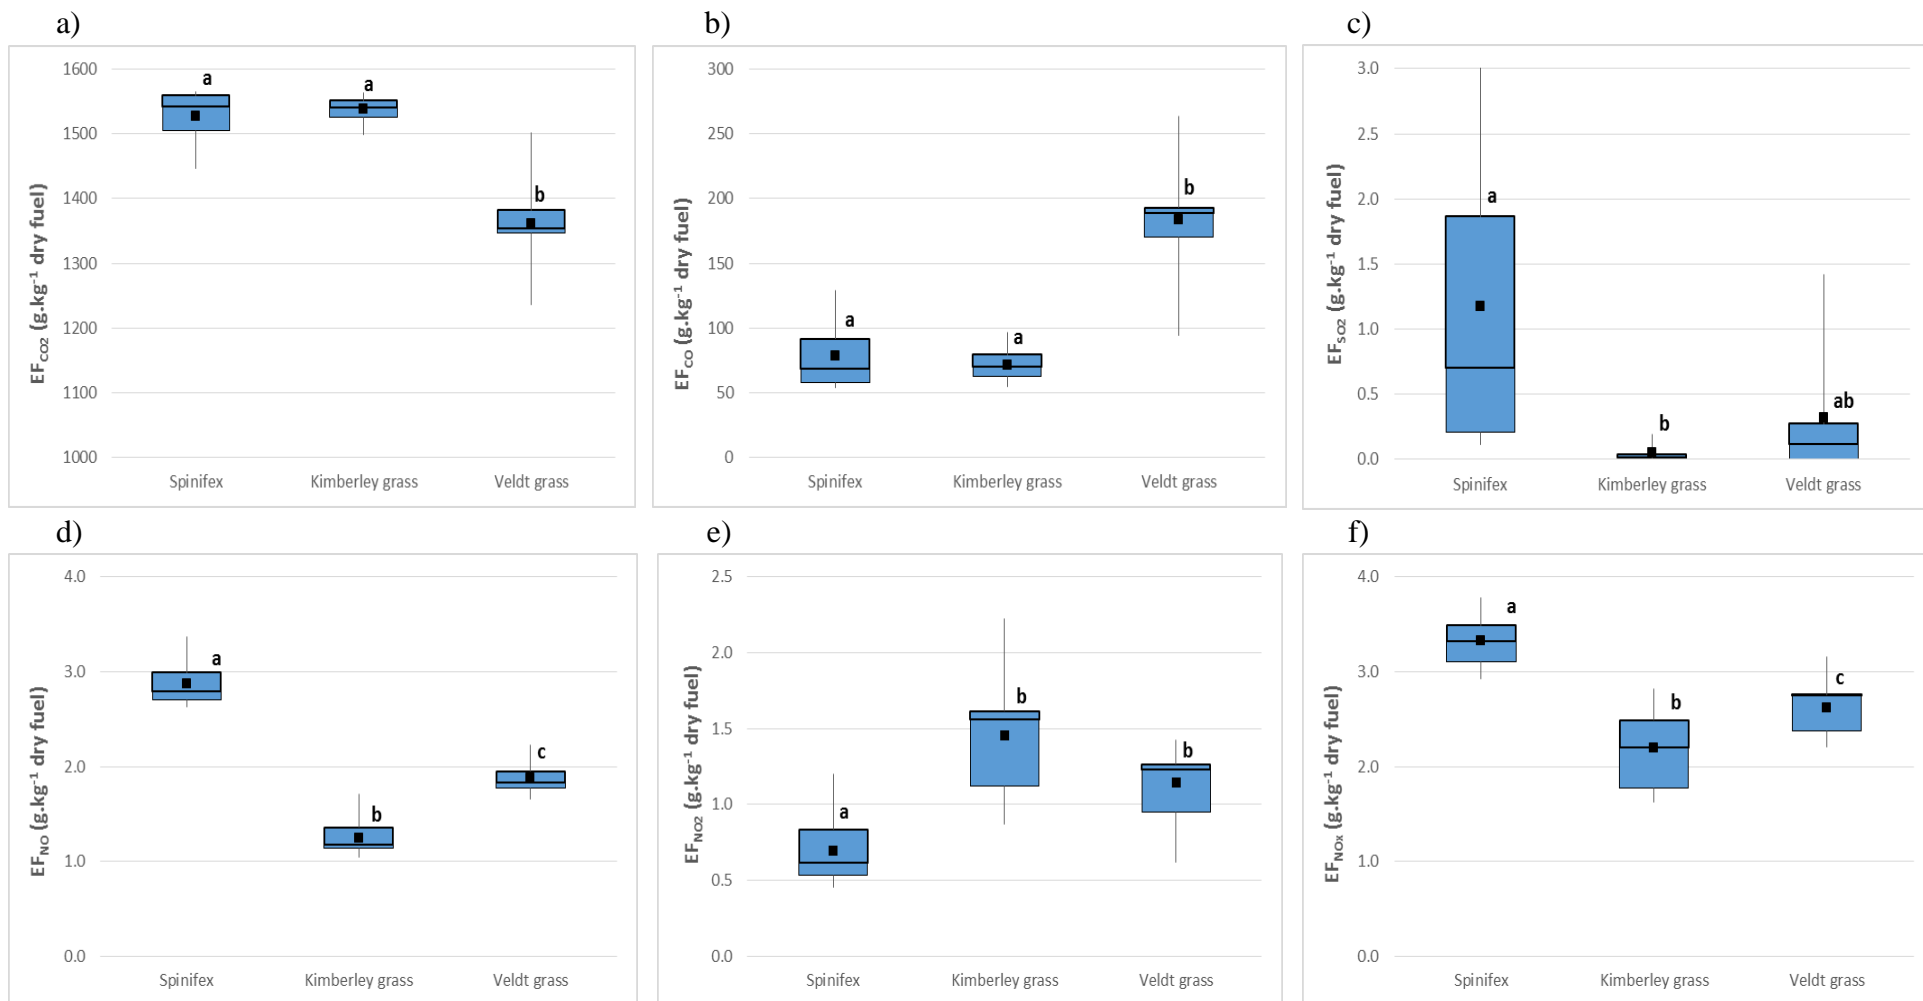 a)
EF_CO2 (g.kg⁻¹ dry fuel)
1600
1500
1400
1300
1200
1100
1000
a
a
b
Spinifex
Kimberley grass
Veldt grass
b)
EF_CO (g.kg⁻¹ dry fuel)
300
250
200
150
100
50
0
a
a
b
Spinifex
Kimberley grass
Veldt grass
c)
EF_SO2 (g.kg⁻¹ dry fuel)
3.0
2.5
2.0
1.5
1.0
0.5
0.0
a
b
ab
Spinifex
Kimberley grass
Veldt grass
d)
EF_NO (g.kg⁻¹ dry fuel)
4.0
3.0
2.0
1.0
0.0
a
b
c
Spinifex
Kimberley grass
Veldt grass
e)
EF_NO2 (g.kg⁻¹ dry fuel)
2.5
2.0
1.5
1.0
0.5
0.0
a
b
b
Spinifex
Kimberley grass
Veldt grass
f)
EF_NOx (g.kg⁻¹ dry fuel)
4.0
3.0
2.0
1.0
0.0
a
b
c
Spinifex
Kimberley grass
Veldt grass